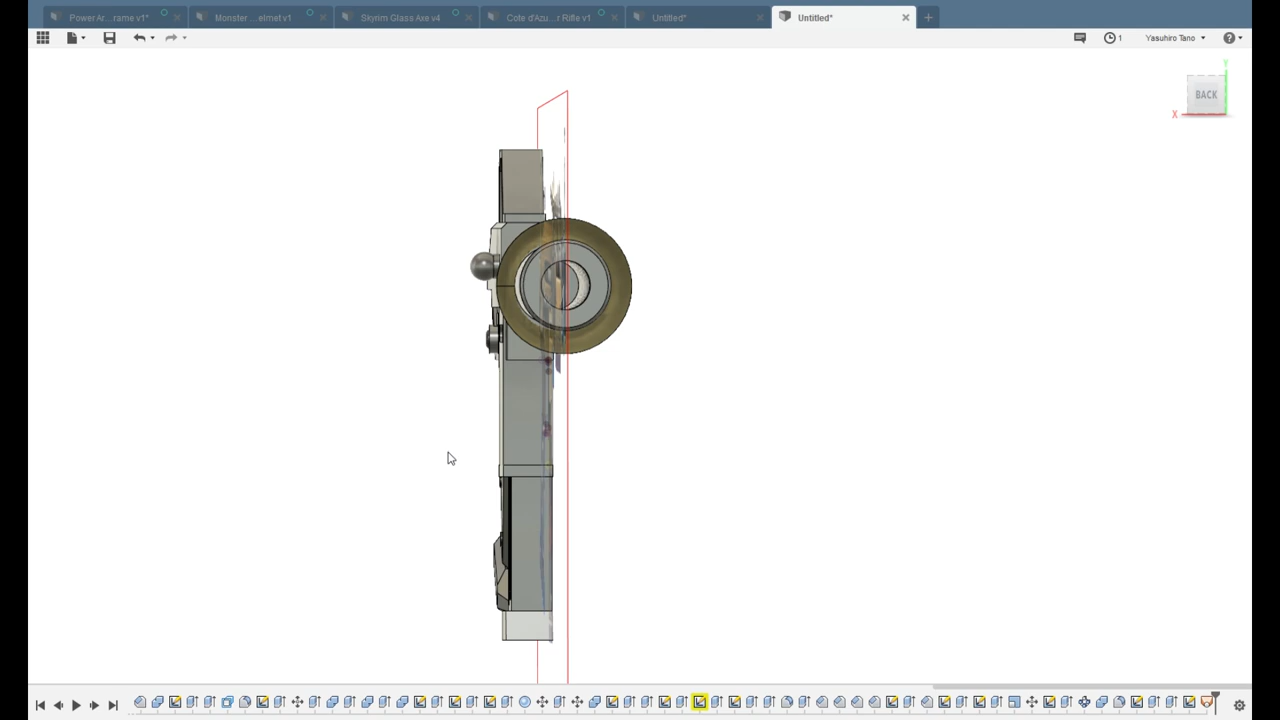 Power Ar...rame v1*
Monster ...elmet v1
Skyrim Glass Axe v4
Cote d'Azu...r Rifle v1
Untitled*
Untitled*
1
Yasuhiro Tano
Y
BACK
X